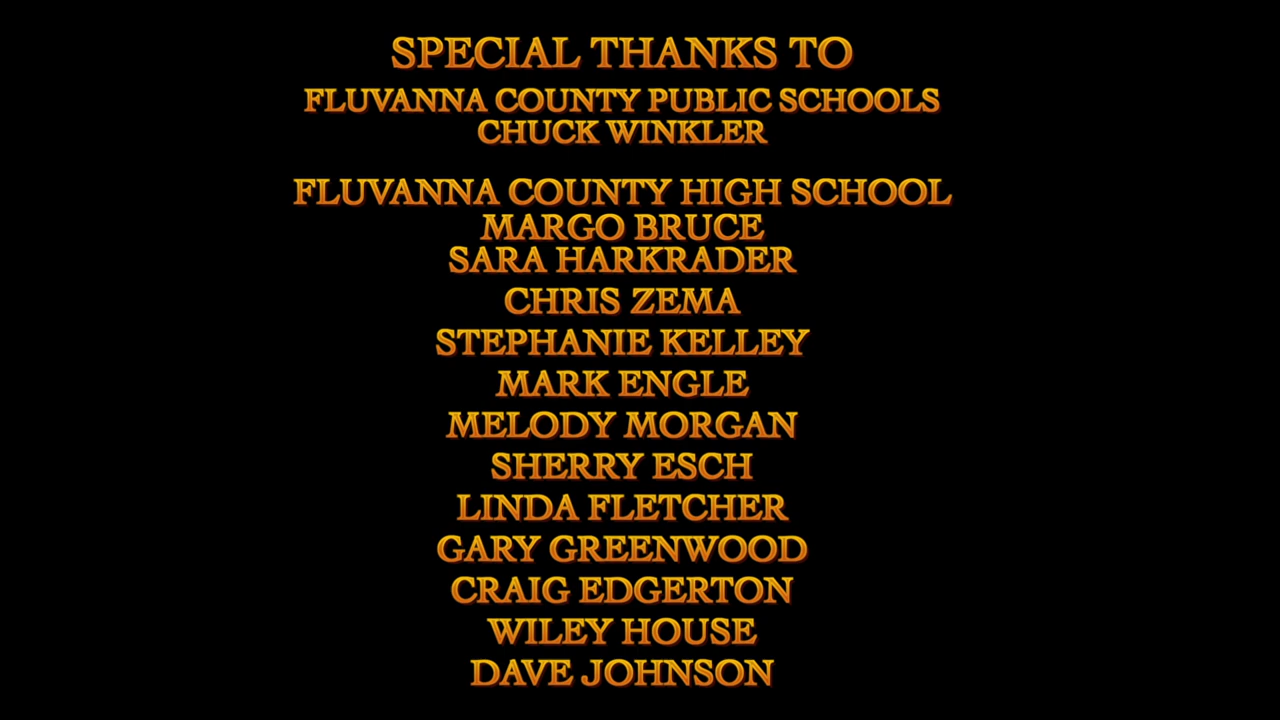 SPECIAL THANKS TO
FLUVANNA COUNTY PUBLIC SCHOOLS
CHUCK WINKLER
FLUVANNA COUNTY HIGH SCHOOL
MARGO BRUCE
SARA HARKRADER
CHRIS ZEMA
STEPHANIE KELLEY
MARK ENGLE
MELODY MORGAN
SHERRY ESCH
LINDA FLETCHER
GARY GREENWOOD
CRAIG EDGERTON
WILEY HOUSE
DAVE JOHNSON